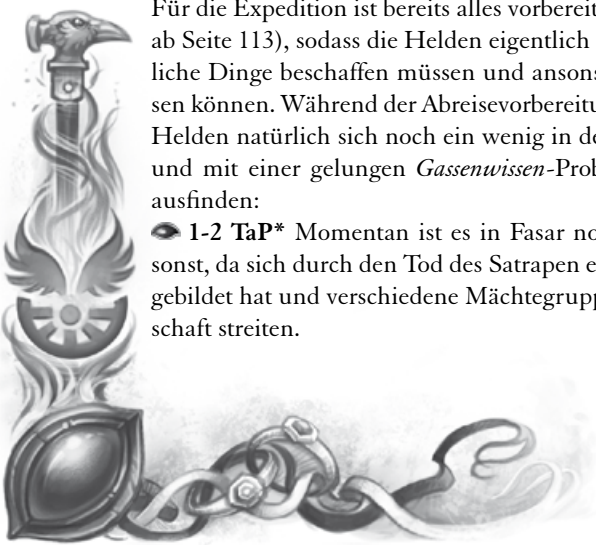 Für die Expedition ist bereits alles vorbereit
ab Seite 113), sodass die Helden eigentlich
liche Dinge beschaffen müssen und ansons
sen können. Während der Abreisevorbereitu
Helden natürlich sich noch ein wenig in de
und mit einer gelungen Gassenwissen-Prob
ausfinden:
1-2 TaP* Momentan ist es in Fasar no
sonst, da sich durch den Tod des Satrapen e
gebildet hat und verschiedene Mächtegrupp
schaft streiten.